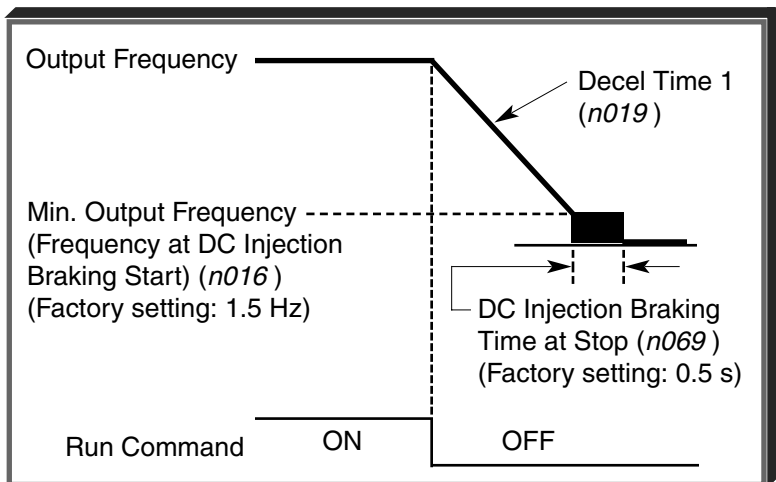 Output Frequency
Decel Time 1
(n019 )
Min. Output Frequency
(Frequency at DC Injection
Braking Start) (n016 )
(Factory setting: 1.5 Hz)
DC Injection Braking
Time at Stop (n069 )
(Factory setting: 0.5 s)
Run Command
ON
OFF